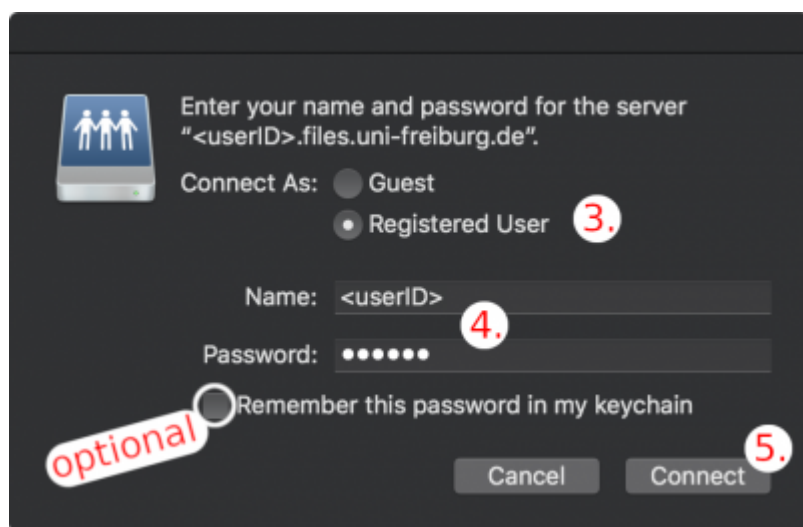 Enter your name and password for the server
“<userID>.files.uni-freiburg.de”.
Connect As: Guest
Registered User 3.
Name: <userID>
4.
Password: ••••••
Remember this password in my keychain
optional
Cancel Connect 5.